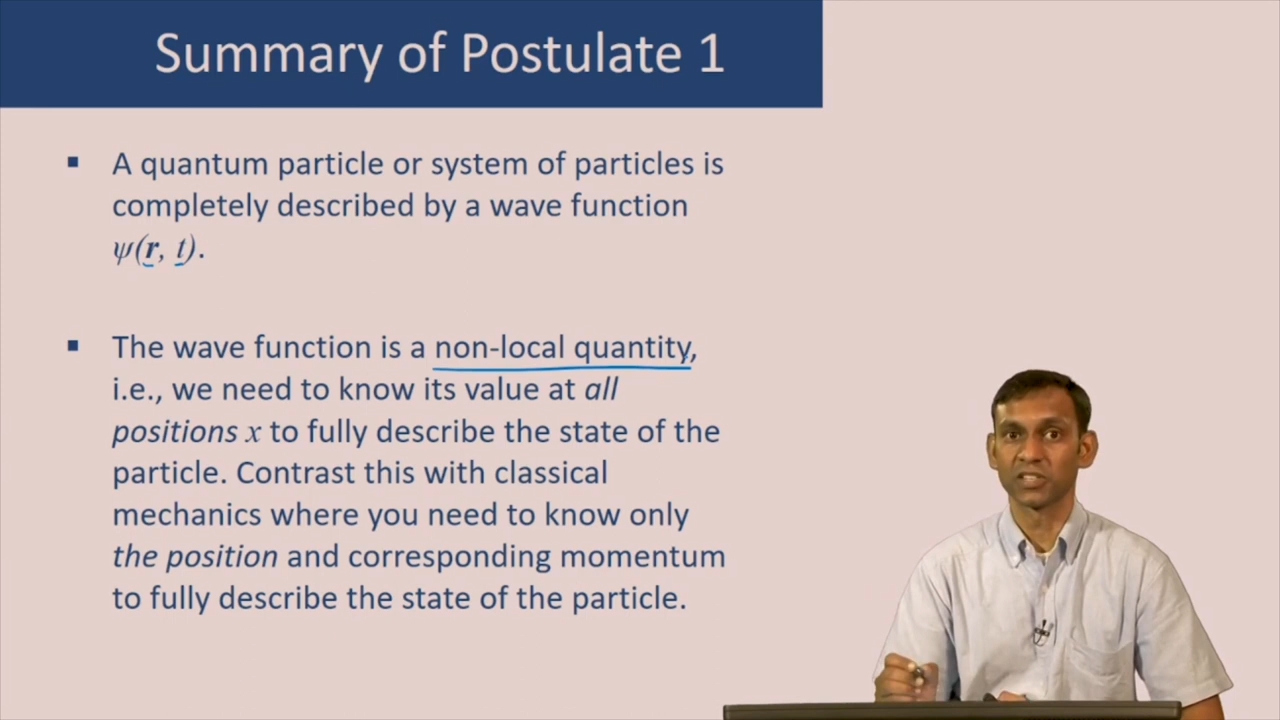 Summary of Postulate 1
▪ A quantum particle or system of particles is
completely described by a wave function
ψ(r, t).
▪ The wave function is a non-local quantity,
i.e., we need to know its value at all
positions x to fully describe the state of the
particle. Contrast this with classical
mechanics where you need to know only
the position and corresponding momentum
to fully describe the state of the particle.